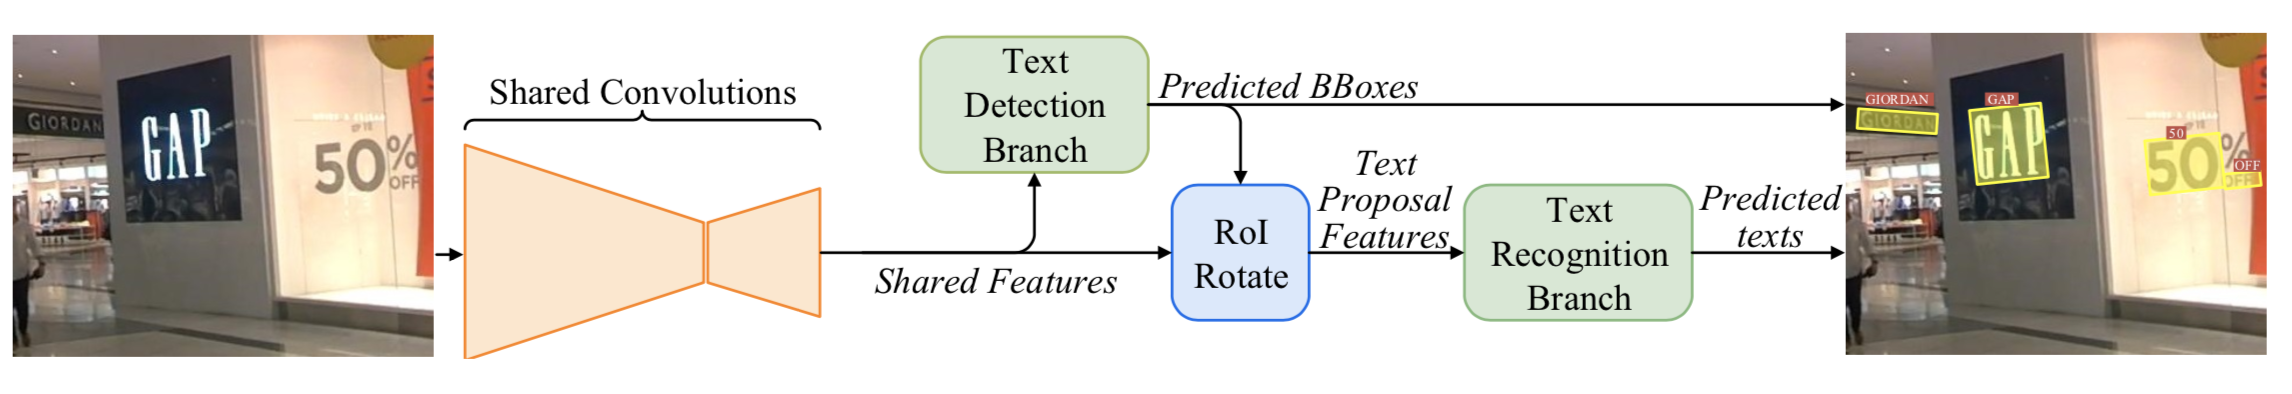 GIORDAN
GAP
50%
OFF
Shared Convolutions
Shared Features
Text
Detection
Branch
Predicted BBoxes
RoI
Rotate
Text
Proposal
Features
Text
Recognition
Branch
Predicted
texts
GIORDAN
GIORDAN
GAP
GAP
50
50%
OFF
OFF